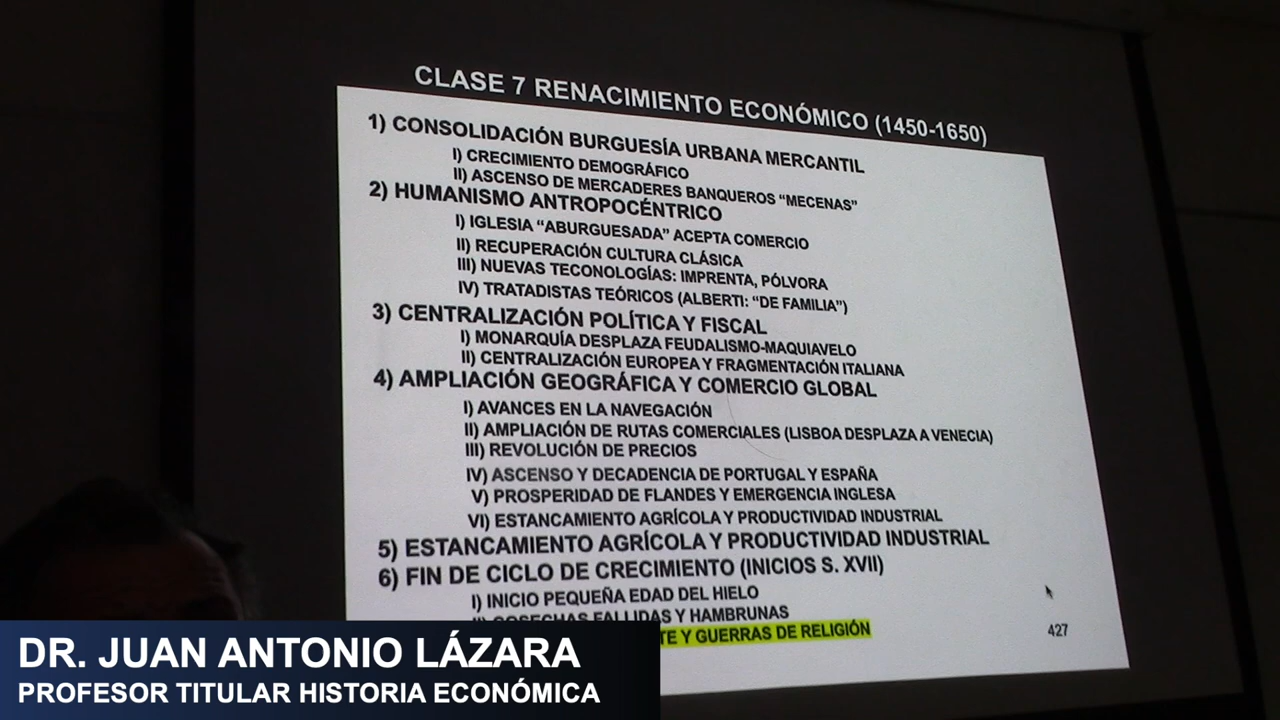 CLASE 7 RENACIMIENTO ECONÓMICO (1450-1650)
1) CONSOLIDACIÓN BURGUESÍA URBANA MERCANTIL
I) CRECIMIENTO DEMOGRÁFICO
II) ASCENSO DE MERCADERES BANQUEROS “MECENAS”
2) HUMANISMO ANTROPOCÉNTRICO
I) IGLESIA “ABURGUESADA” ACEPTA COMERCIO
II) RECUPERACIÓN CULTURA CLÁSICA
III) NUEVAS TECONOLOGÍAS: IMPRENTA, PÓLVORA
IV) TRATADISTAS TEÓRICOS (ALBERTI: “DE FAMILIA”)
3) CENTRALIZACIÓN POLÍTICA Y FISCAL
I) MONARQUÍA DESPLAZA FEUDALISMO-MAQUIAVELO
II) CENTRALIZACIÓN EUROPEA Y FRAGMENTACIÓN ITALIANA
4) AMPLIACIÓN GEOGRÁFICA Y COMERCIO GLOBAL
I) AVANCES EN LA NAVEGACIÓN
II) AMPLIACIÓN DE RUTAS COMERCIALES (LISBOA DESPLAZA A VENECIA)
III) REVOLUCIÓN DE PRECIOS
IV) ASCENSO Y DECADENCIA DE PORTUGAL Y ESPAÑA
V) PROSPERIDAD DE FLANDES Y EMERGENCIA INGLESA
VI) ESTANCAMIENTO AGRÍCOLA Y PRODUCTIVIDAD INDUSTRIAL
5) ESTANCAMIENTO AGRÍCOLA Y PRODUCTIVIDAD INDUSTRIAL
6) FIN DE CICLO DE CRECIMIENTO (INICIOS S. XVII)
I) INICIO PEQUEÑA EDAD DEL HIELO
II) COSECHAS FALLIDAS Y HAMBRUNAS
Y GUERRAS DE RELIGIÓN
427
DR. JUAN ANTONIO LÁZARA
PROFESOR TITULAR HISTORIA ECONÓMICA